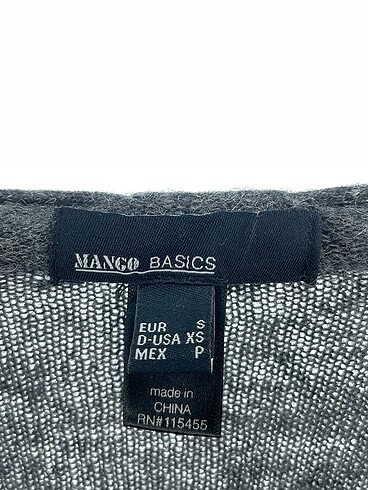 MANGO BASICS
EUR S
D-USA XS
MEX P
made in
CHINA
RN#115455